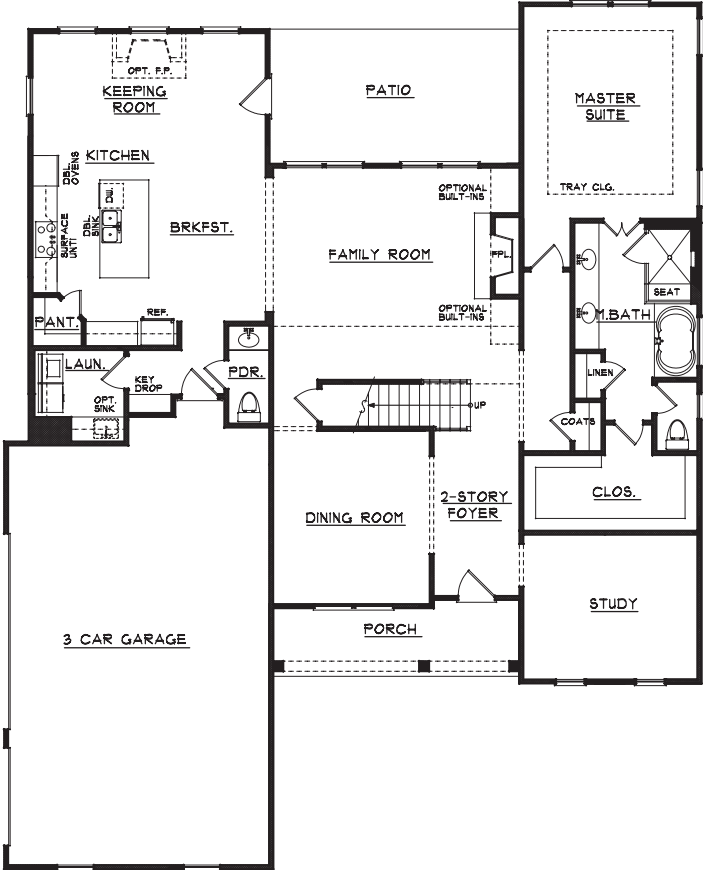 OPT. F.P.
KEEPING
ROOM
PATIO
MASTER
SUITE
TRAY CLG.
KITCHEN
DBL
OVENS
D.W.
DBL
SINK
SURFACE
UNTI
BRKFST.
OPTIONAL
BUILT-INS
FAMILY ROOM
FPL.
OPTIONAL
BUILT-INS
SEAT
M.BATH
PANT.
REF.
LAUN.
KEY
DROP
OPT.
SINK
PDR.
UP
LINEN
COATS
CLOS.
2-STORY
FOYER
DINING ROOM
STUDY
PORCH
3 CAR GARAGE